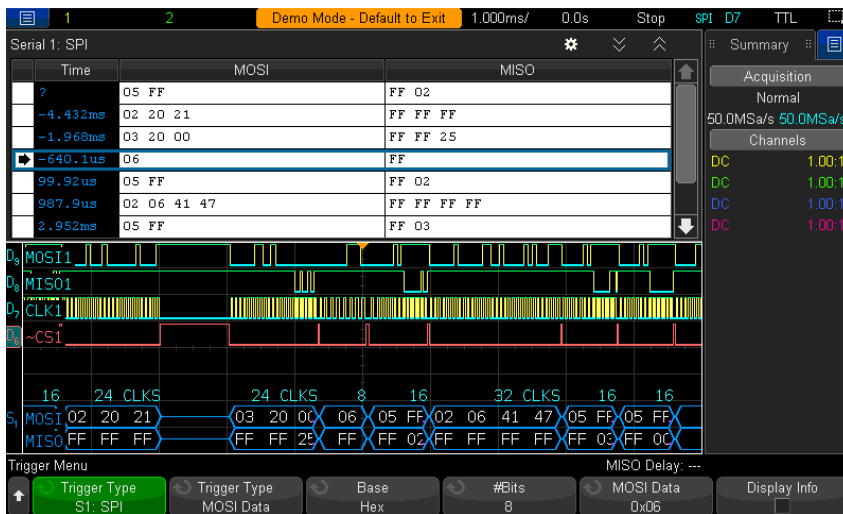 1 2 Demo Mode - Default to Exit 1.000ms/ 0.0s Stop SPI D7 TTL
Serial 1: SPI
Summary
Time MOSI MISO
? 05 FF FF 02
-4.432ms 02 20 21 FF FF FF
-1.968ms 03 20 00 FF FF 25
-640.1us 06 FF
99.92us 05 FF FF 02
987.9us 02 06 41 47 FF FF FF FF
2.952ms 05 FF FF 03
Acquisition
Normal
50.0MSa/s 50.0MSa/s
Channels
DC 1.00:1
DC 1.00:1
DC 1.00:1
DC 1.00:1
D9 MOSI1
D8 MISO1
D7 CLK1
D6 ~CS1
16 24 CLKS 24 CLKS 8 16 32 CLKS 16 16
S1 MOSI 02 20 21 03 20 00 06 05 FF 02 06 41 47 05 FF 05 FF
MISO FF FF FF FF FF 25 FF FF 02 FF FF FF FF FF 03 FF 00
Trigger Menu
MISO Delay: ---
Trigger Type
S1: SPI
Trigger Type
MOSI Data
Base
Hex
#Bits
8
MOSI Data
0x06
Display Info